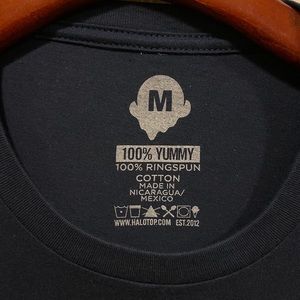 M
100% YUMMY
100% RINGSPUN
COTTON
MADE IN
NICARAGUA/
MEXICO
WWW.HALOTOP.COM EST.2012